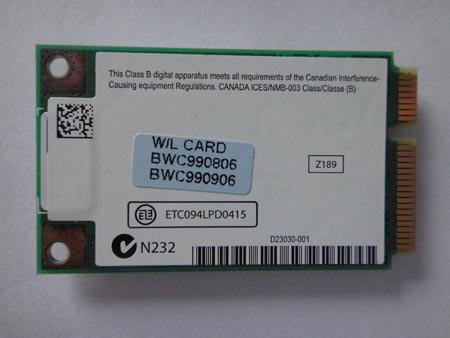 This Class B digital apparatus meets all requirements of the Canadian Interference-
Causing equipment Regulations. CANADA ICES/NMB-003 Class/Classe (B)
W/L CARD
BWC990806
BWC990906
Z189
ETC094LPD0415
N232
D23030-001